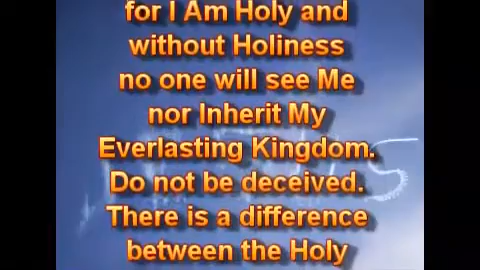 for I Am Holy and
without Holiness
no one will see Me
nor Inherit My
Everlasting Kingdom.
Do not be deceived.
There is a difference
between the Holy